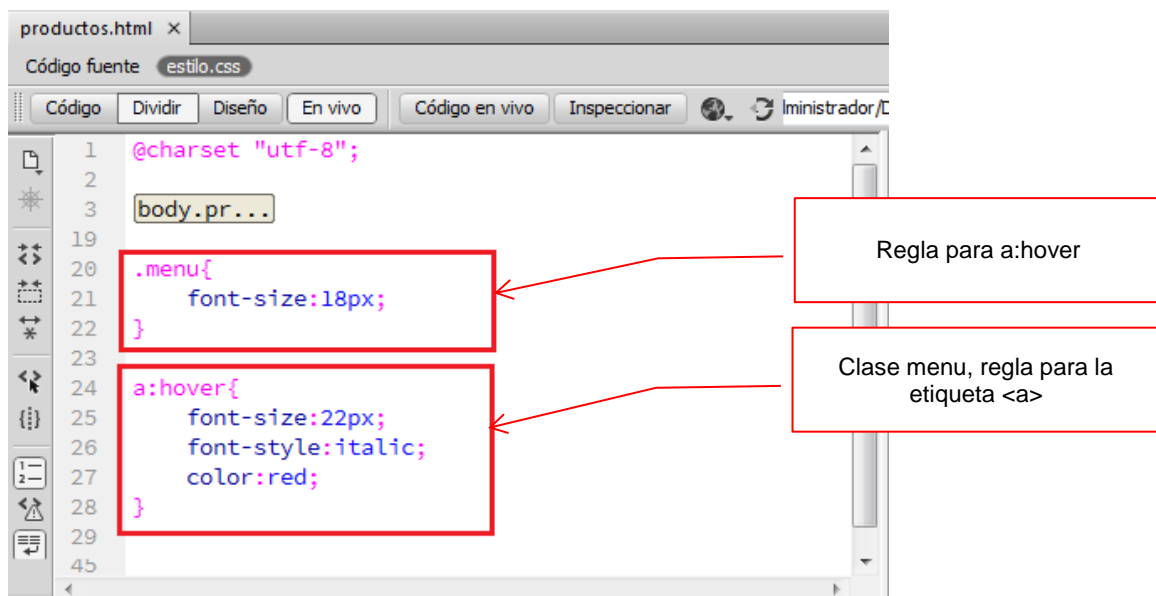 productos.html ×
Código fuente estilo.css
Código Dividir Diseño En vivo Código en vivo Inspeccionar lministrador/D
1 @charset "utf-8";
2
3 body.pr...
19
20 .menu{
21 font-size:18px;
22 }
23
24 a:hover{
25 font-size:22px;
26 font-style:italic;
27 color:red;
28 }
29
45
Regla para a:hover
Clase menu, regla para la
etiqueta <a>